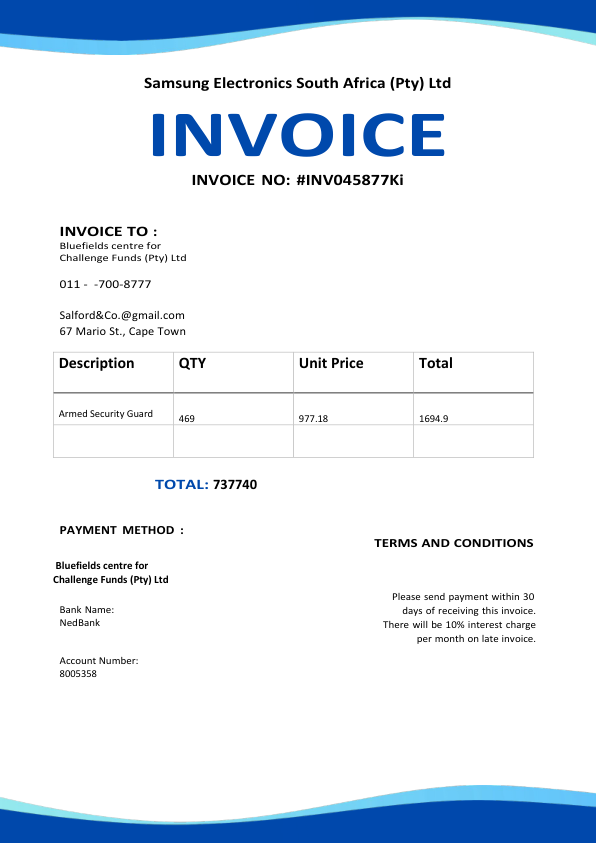 Samsung Electronics South Africa (Pty) Ltd
INVOICE
INVOICE NO: #INV045877Ki
INVOICE TO :
Bluefields centre for
Challenge Funds (Pty) Ltd
011 -  -700-8777
Salford&Co.@gmail.com
67 Mario St., Cape Town
Description QTY Unit Price Total
Armed Security Guard 469 977.18 1694.9
TOTAL: 737740
PAYMENT METHOD :
TERMS AND CONDITIONS
Bluefields centre for
Challenge Funds (Pty) Ltd
Bank Name:
NedBank
Account Number:
8005358
Please send payment within 30
days of receiving this invoice.
There will be 10% interest charge
per month on late invoice.